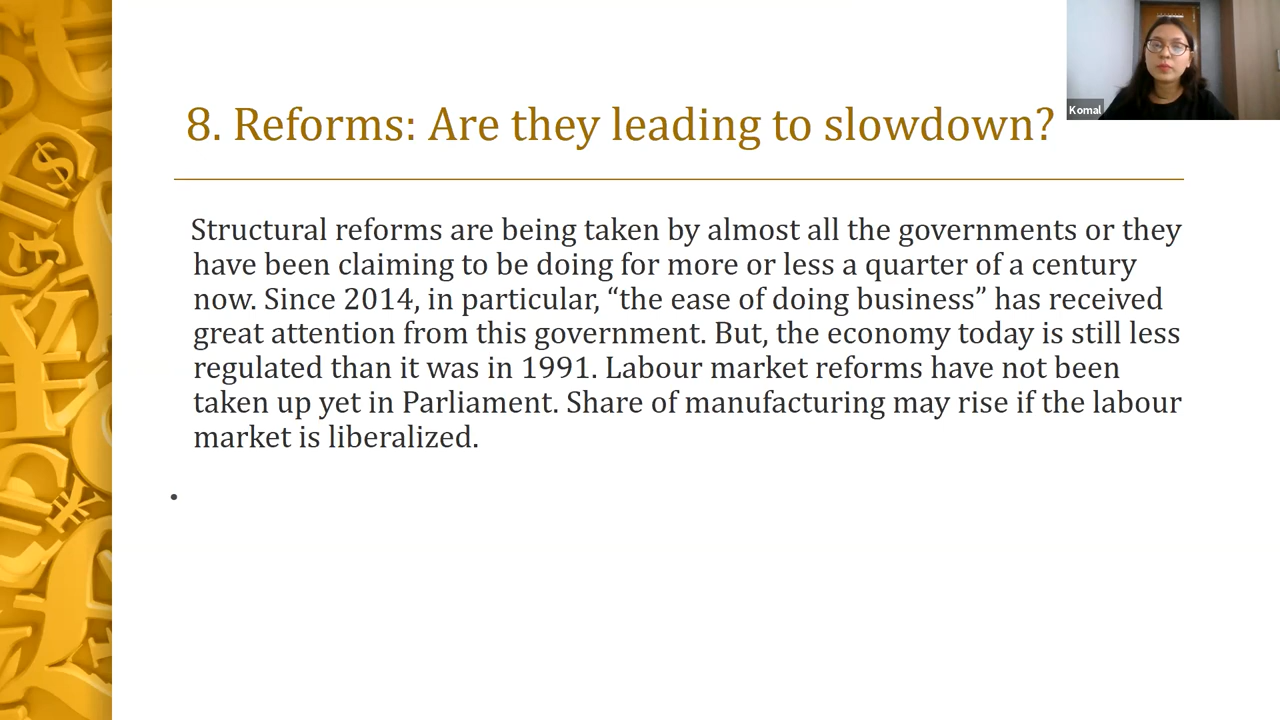 Komal
8. Reforms: Are they leading to slowdown?
Structural reforms are being taken by almost all the governments or they
have been claiming to be doing for more or less a quarter of a century
now. Since 2014, in particular, “the ease of doing business” has received
great attention from this government. But, the economy today is still less
regulated than it was in 1991. Labour market reforms have not been
taken up yet in Parliament. Share of manufacturing may rise if the labour
market is liberalized.